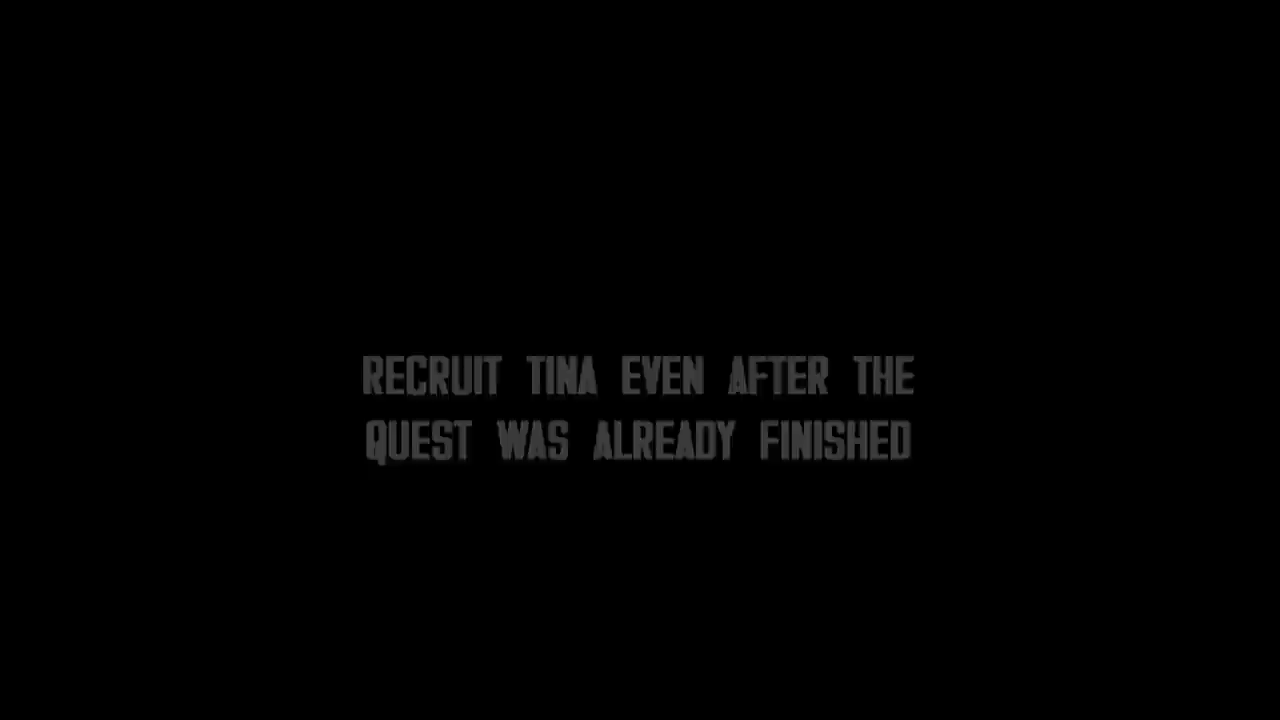 RECRUIT TINA EVEN AFTER THE
QUEST WAS ALREADY FINISHED